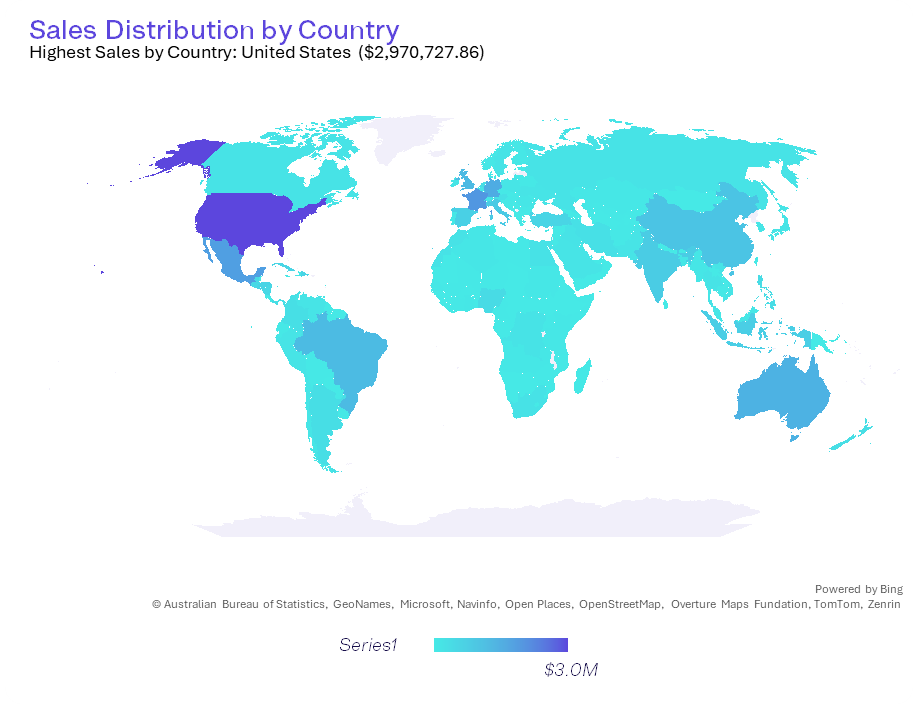 Sales Distribution by Country
Highest Sales by Country: United States ($2,970,727.86)
Powered by Bing
© Australian Bureau of Statistics, GeoNames, Microsoft, Navinfo, Open Places, OpenStreetMap, Overture Maps Fundation, TomTom, Zenrin
Series1
$3.0M